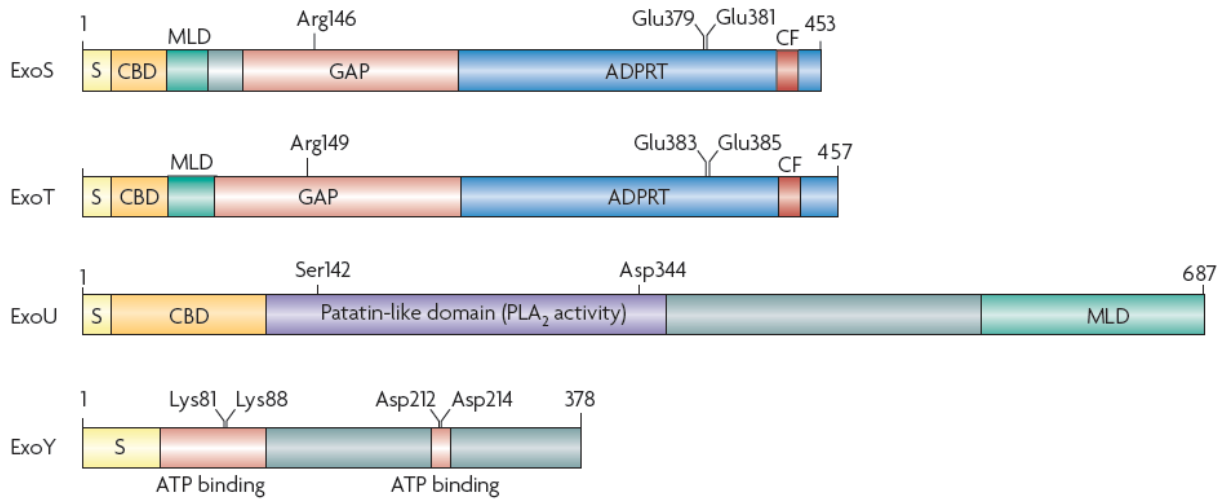 1 Arg146 Glu379 Glu381 453
MLD CF
ExoS S CBD GAP ADPRT
Arg149 Glu383 Glu385 457
MLD CF
ExoT S CBD GAP ADPRT
1 Ser142 Asp344 687
ExoU S CBD Patatin-like domain (PLA₂ activity) MLD
1 Lys81 Lys88 Asp212 Asp214 378
ExoY S
ATP binding ATP binding